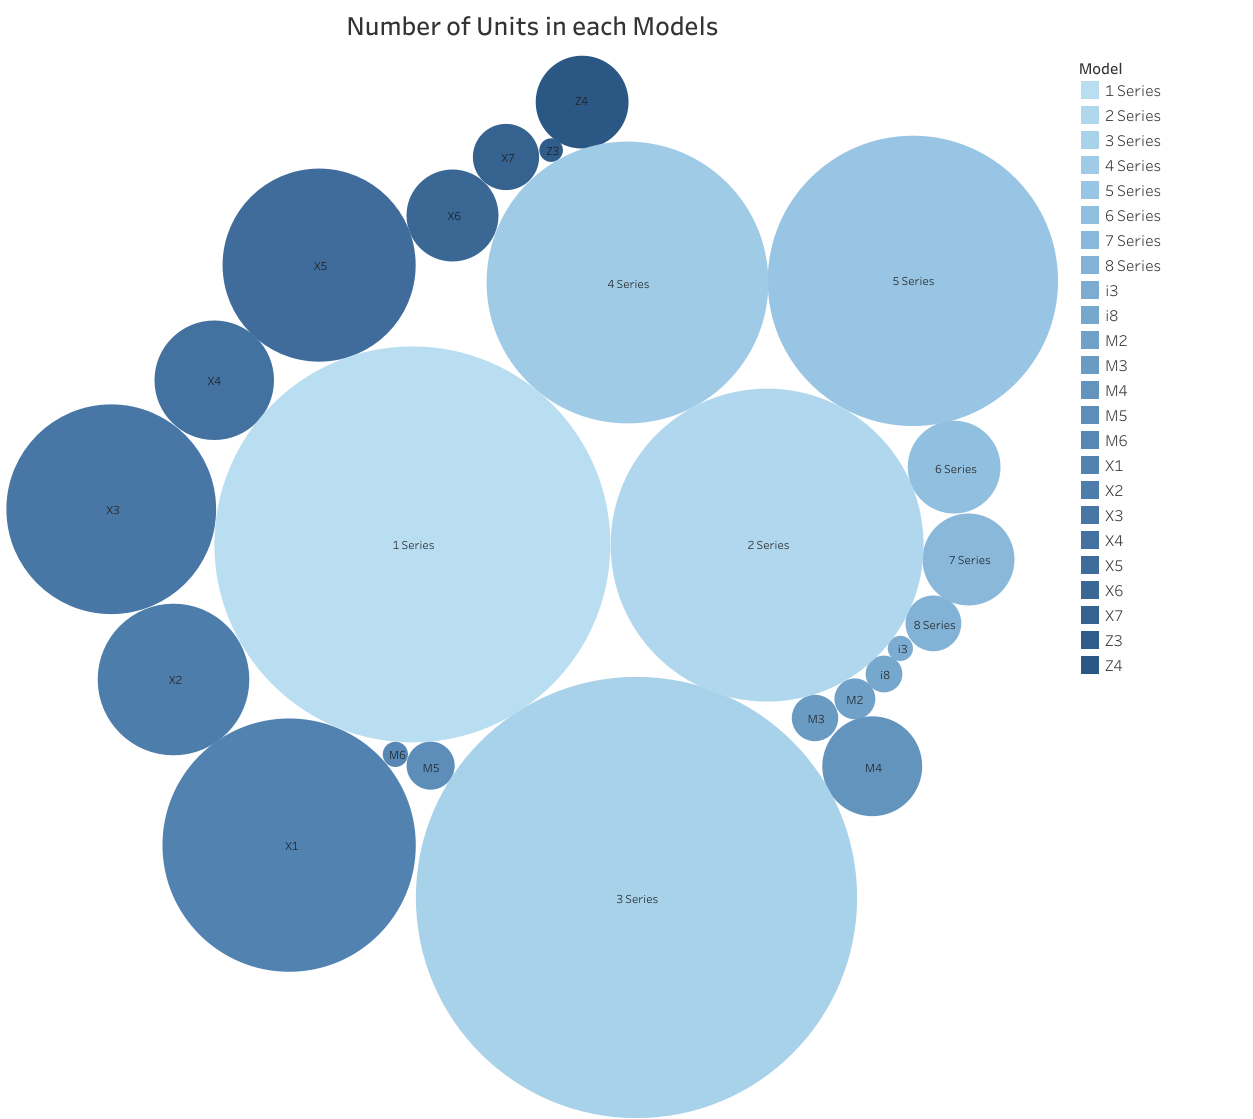 Number of Units in each Models
Z4
Z3
X7
X6
X5
4 Series
5 Series
X4
X3
1 Series
2 Series
6 Series
7 Series
8 Series
i3
i8
M2
M3
M4
X2
M6
M5
X1
3 Series
Model
1 Series
2 Series
3 Series
4 Series
5 Series
6 Series
7 Series
8 Series
i3
i8
M2
M3
M4
M5
M6
X1
X2
X3
X4
X5
X6
X7
Z3
Z4